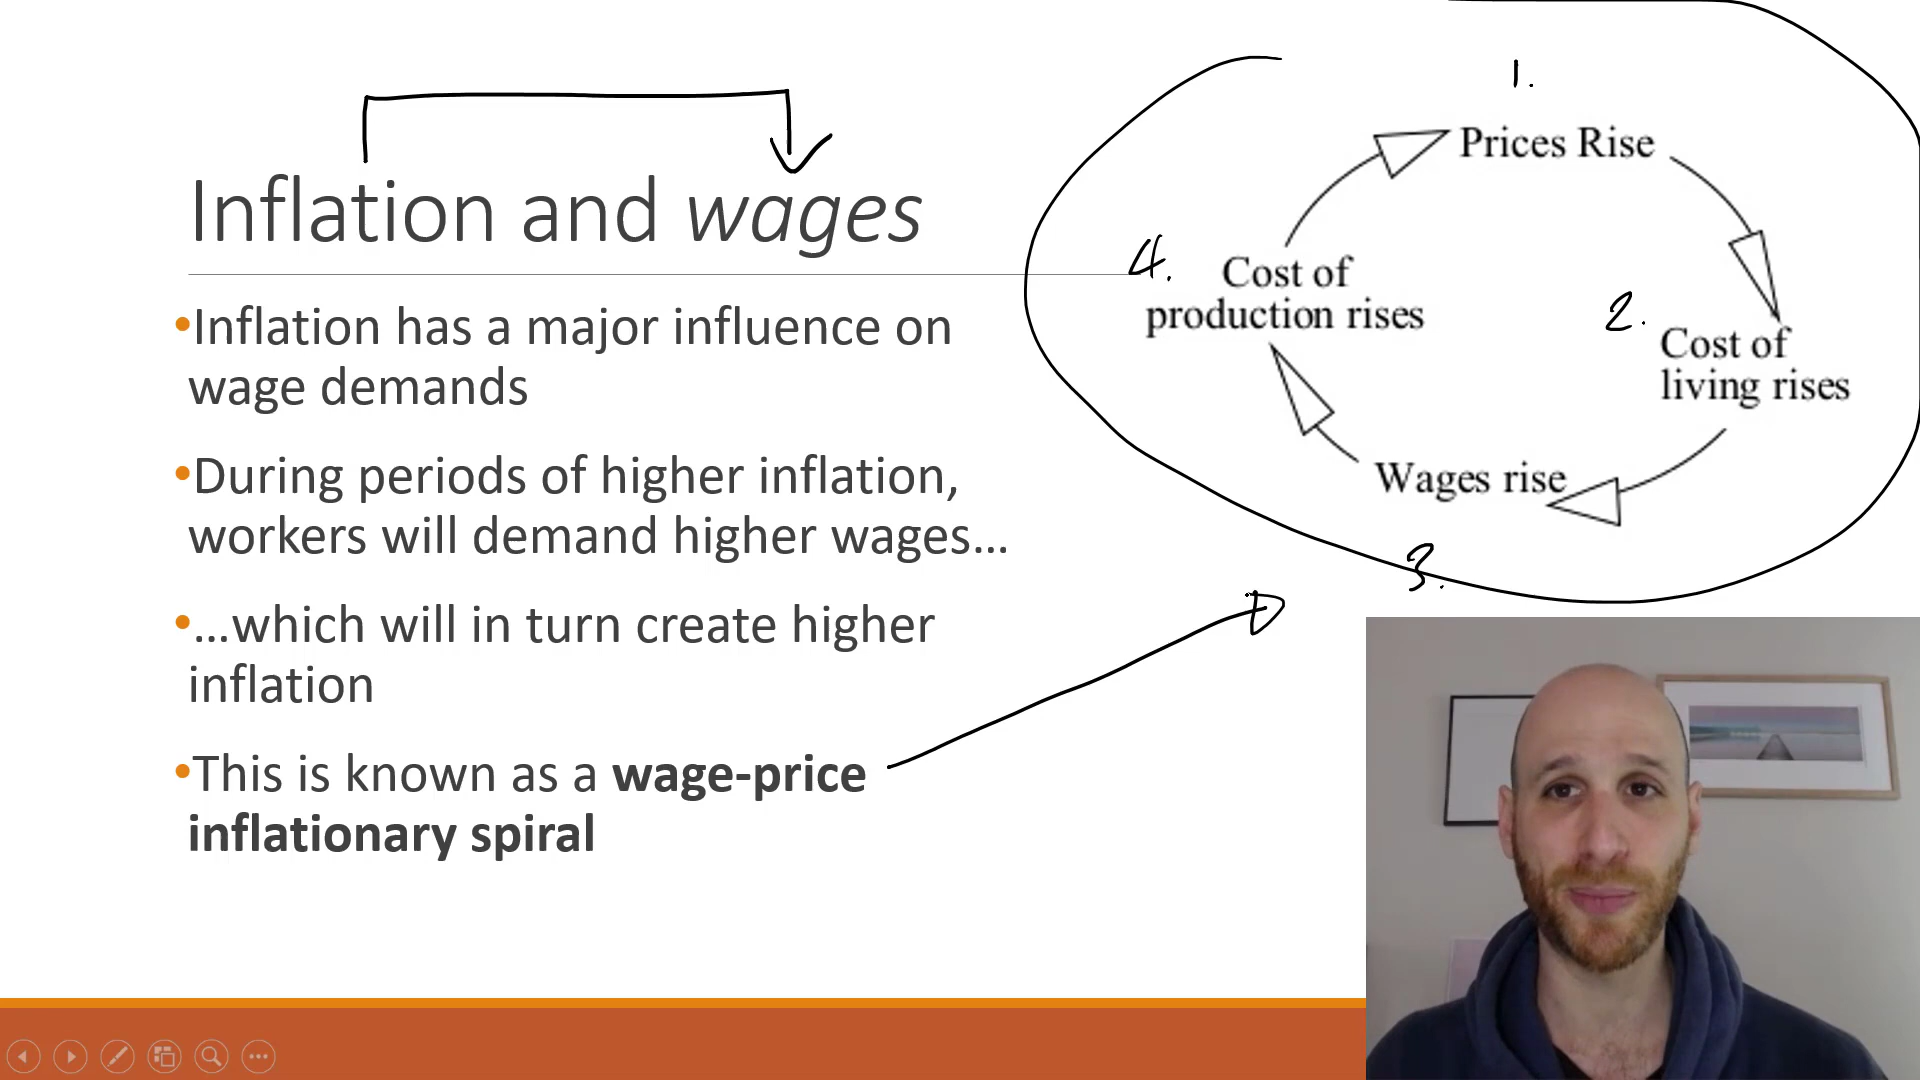 Inflation and wages
•Inflation has a major influence on
wage demands
•During periods of higher inflation,
workers will demand higher wages…
•…which will in turn create higher
inflation
•This is known as a wage-price
inflationary spiral
1.
Prices Rise
2.
Cost of
living rises
Wages rise
3.
4.
Cost of
production rises